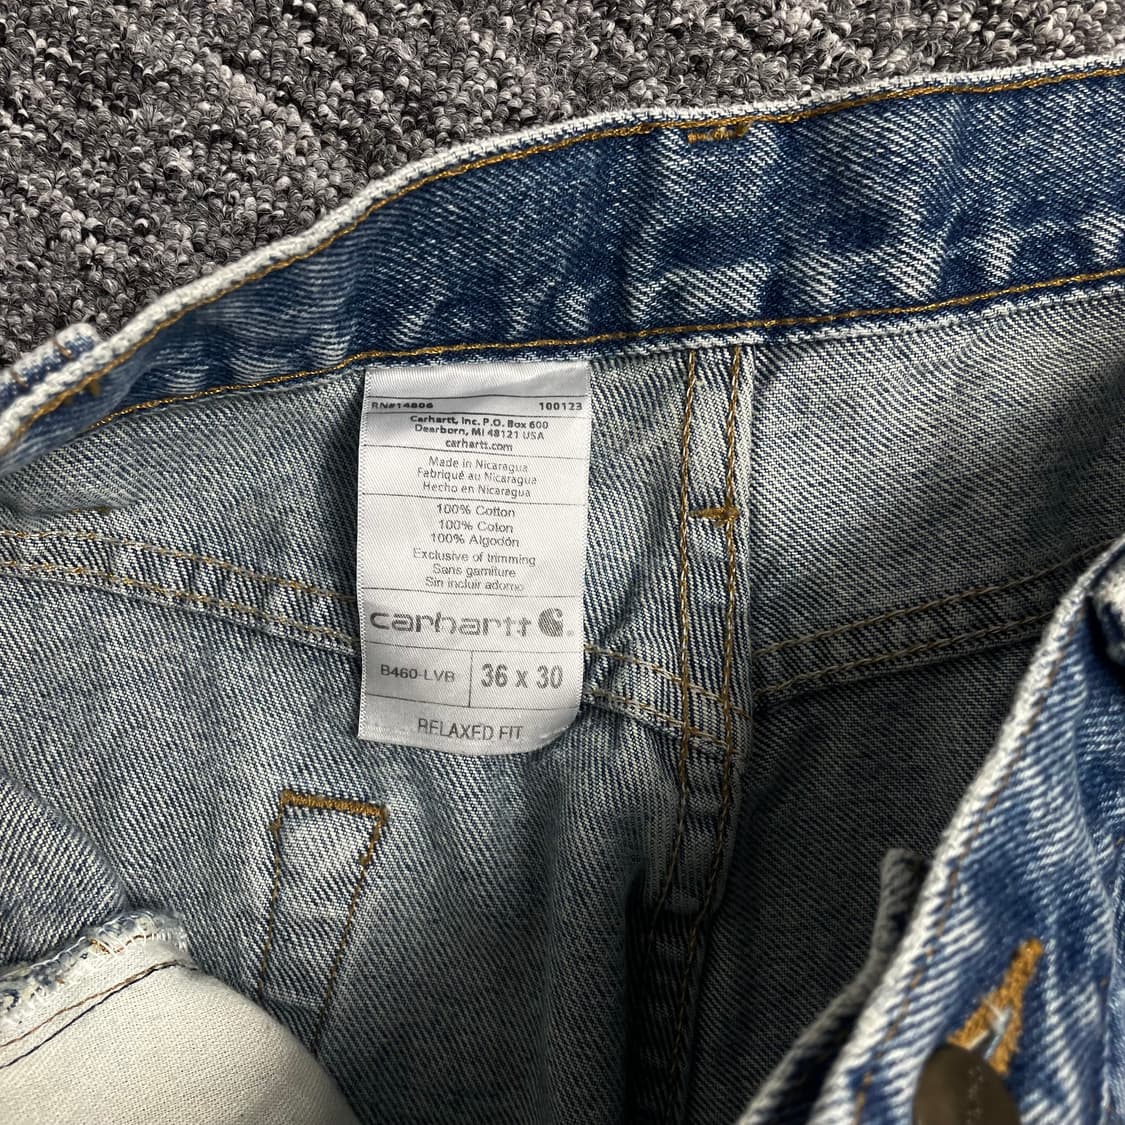 RN#14806 100123
Carhartt, Inc. P.O. Box 600
Dearborn, MI 48121 USA
carhartt.com
Made in Nicaragua
Fabriqué au Nicaragua
Hecho en Nicaragua
100% Cotton
100% Coton
100% Algodón
Exclusive of trimming
Sans garniture
Sin incluir adorno
carhartt
B460-LVB 36 x 30
RELAXED FIT